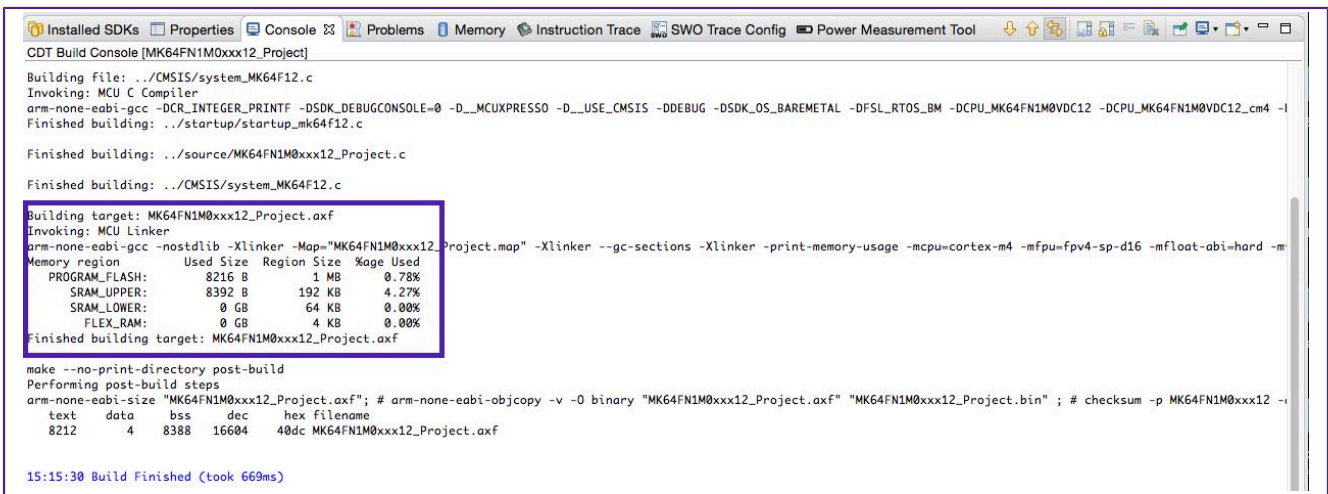 Installed SDKs Properties Console Problems Memory Instruction Trace SWO Trace Config Power Measurement Tool
CDT Build Console [MK64FN1M0xxx12_Project]
Building file: ../CMSIS/system_MK64F12.c
Invoking: MCU C Compiler
arm-none-eabi-gcc -DCR_INTEGER_PRINTF -DSDK_DEBUGCONSOLE=0 -D__MCUXPRESSO -D__USE_CMSIS -DDEBUG -DSDK_OS_BAREMETAL -DFSL_RTOS_BM -DCPU_MK64FN1M0VDC12 -DCPU_MK64FN1M0VDC12_cm4
Finished building: ../startup/startup_mk64f12.c
Finished building: ../source/MK64FN1M0xxx12_Project.c
Finished building: ../CMSIS/system_MK64F12.c
Building target: MK64FN1M0xxx12_Project.axf
Invoking: MCU Linker
arm-none-eabi-gcc -nostdlib -Xlinker -Map="MK64FN1M0xxx12_Project.map" -Xlinker --gc-sections -Xlinker -print-memory-usage -mcpu=cortex-m4 -mfpu=fpv4-sp-d16 -mfloat-abi=hard
Memory region Used Size Region Size %age Used
PROGRAM_FLASH: 8216 B 1 MB 0.78%
SRAM_UPPER: 8392 B 192 KB 4.27%
SRAM_LOWER: 0 GB 64 KB 0.00%
FLEX_RAM: 0 GB 4 KB 0.00%
Finished building target: MK64FN1M0xxx12_Project.axf
make --no-print-directory post-build
Performing post-build steps
arm-none-eabi-size "MK64FN1M0xxx12_Project.axf"; # arm-none-eabi-objcopy -v -O binary "MK64FN1M0xxx12_Project.axf" "MK64FN1M0xxx12_Project.bin" ; # checksum -p MK64FN1M0xxx12
text data bss dec hex filename
8212 4 8388 16604 40dc MK64FN1M0xxx12_Project.axf
15:15:30 Build Finished (took 669ms)